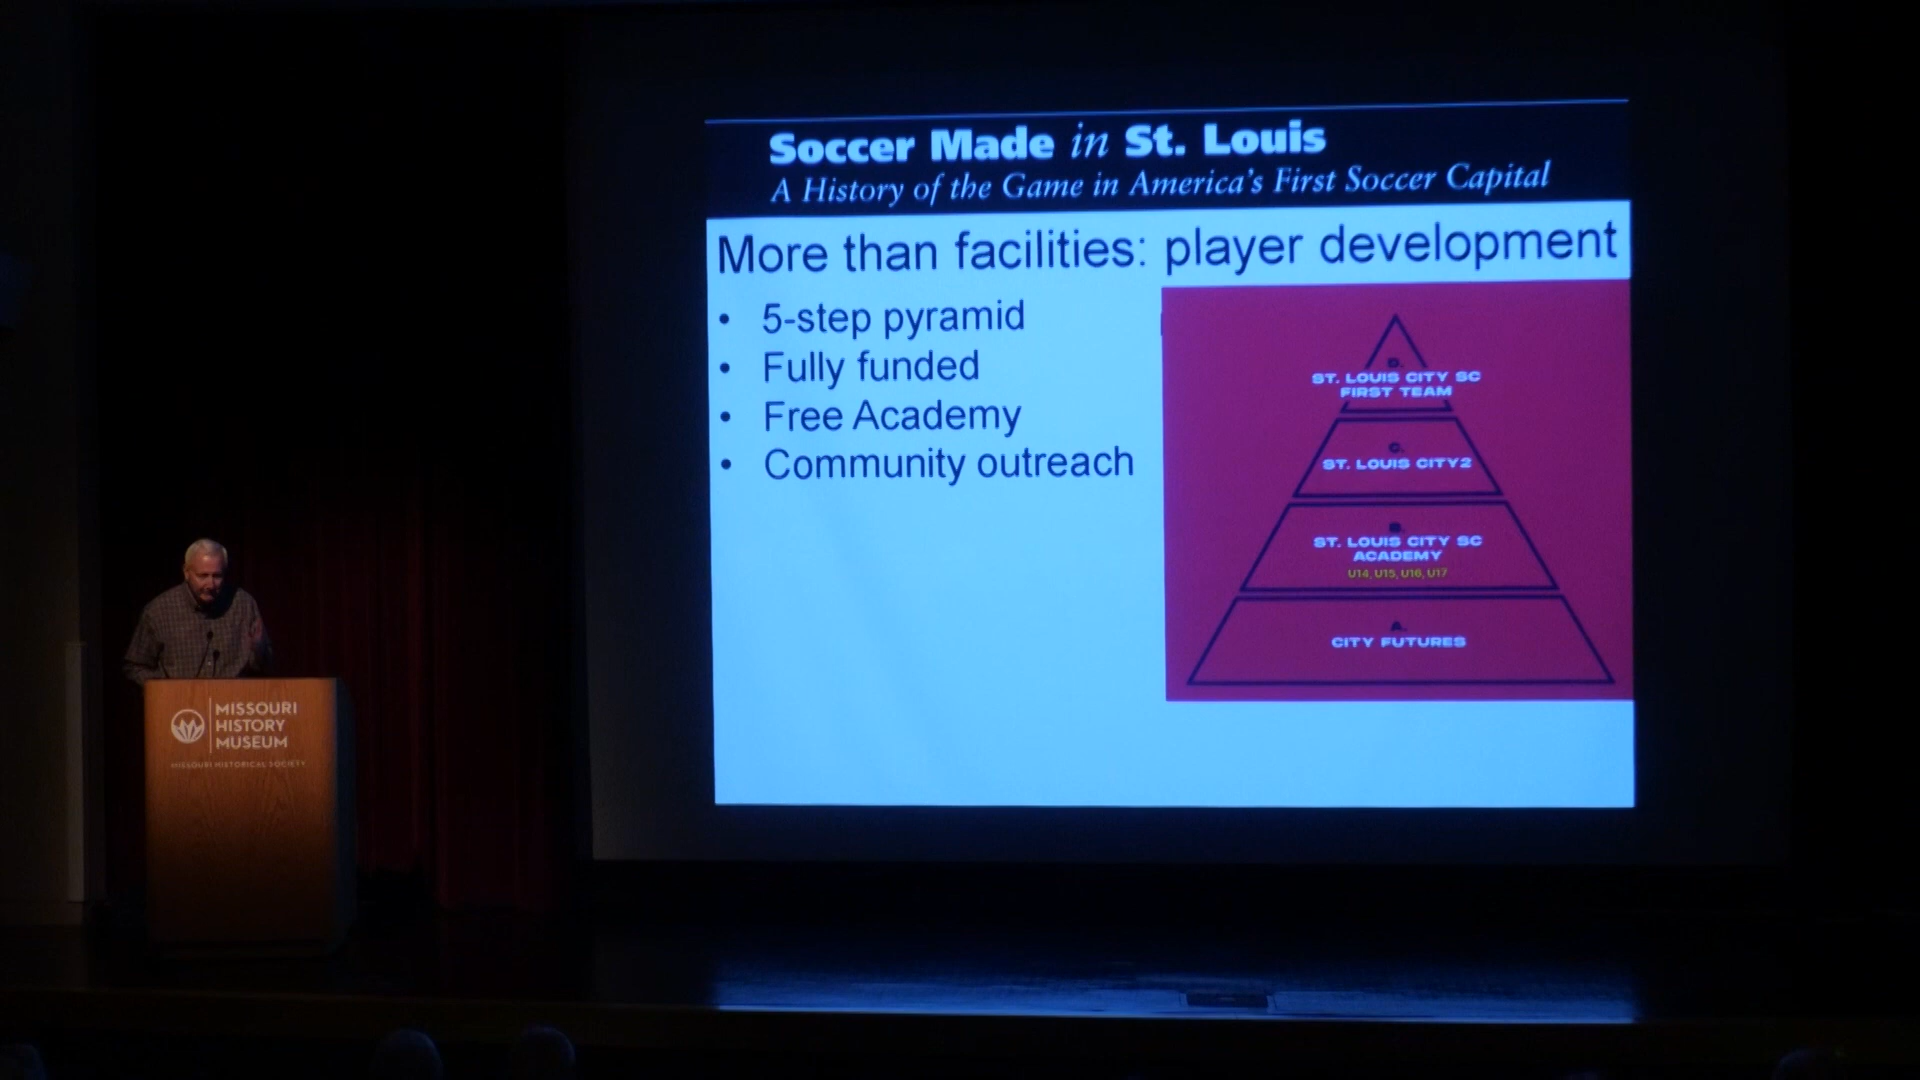 Soccer Made in St. Louis
A History of the Game in America's First Soccer Capital
More than facilities: player development
• 5-step pyramid
• Fully funded
• Free Academy
• Community outreach
D.
ST. LOUIS CITY SC
FIRST TEAM
C.
ST. LOUIS CITY2
B.
ST. LOUIS CITY SC
ACADEMY
U14, U15, U16, U17
A.
CITY FUTURES
MISSOURI
HISTORY
MUSEUM
MISSOURI HISTORICAL SOCIETY